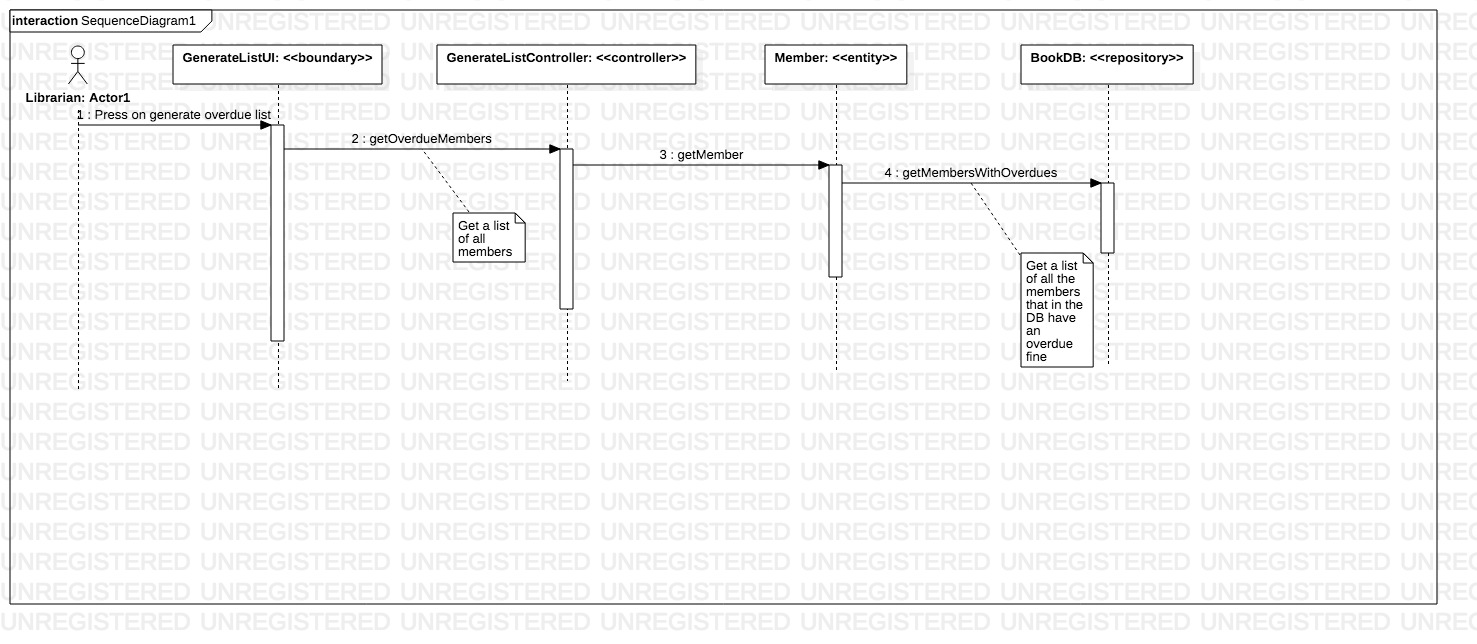 interaction SequenceDiagram1
GenerateListUI: <<boundary>>
GenerateListController: <<controller>>
Member: <<entity>>
BookDB: <<repository>>
Librarian: Actor1
1 : Press on generate overdue list
2 : getOverdueMembers
3 : getMember
4 : getMembersWithOverdues
Get a list
of all
members
Get a list
of all the
members
that in the
DB have
an
overdue
fine
UNREGISTERED UNREGISTERED UNREGISTERED UNREGISTERED UNREGISTERED UNREGISTERED UNREGISTERED UNREG